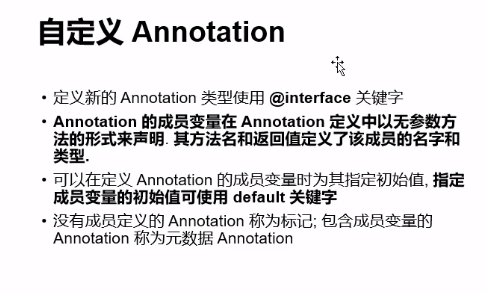 自定义 Annotation
• 定义新的 Annotation 类型使用 @interface 关键字
• Annotation 的成员变量在 Annotation 定义中以无参数方
法的形式来声明. 其方法名和返回值定义了该成员的名字和
类型.
• 可以在定义 Annotation 的成员变量时为其指定初始值, 指定
成员变量的初始值可使用 default 关键字
• 没有成员定义的 Annotation 称为标记; 包含成员变量的
Annotation 称为元数据 Annotation